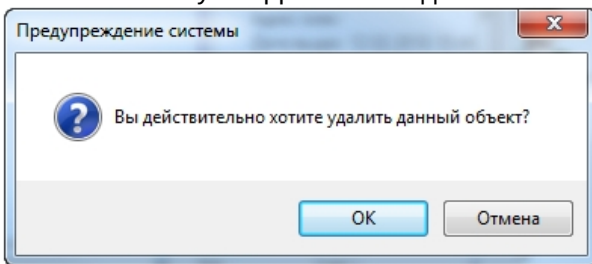 Предупреждение системы
Вы действительно хотите удалить данный объект?
OK
Отмена